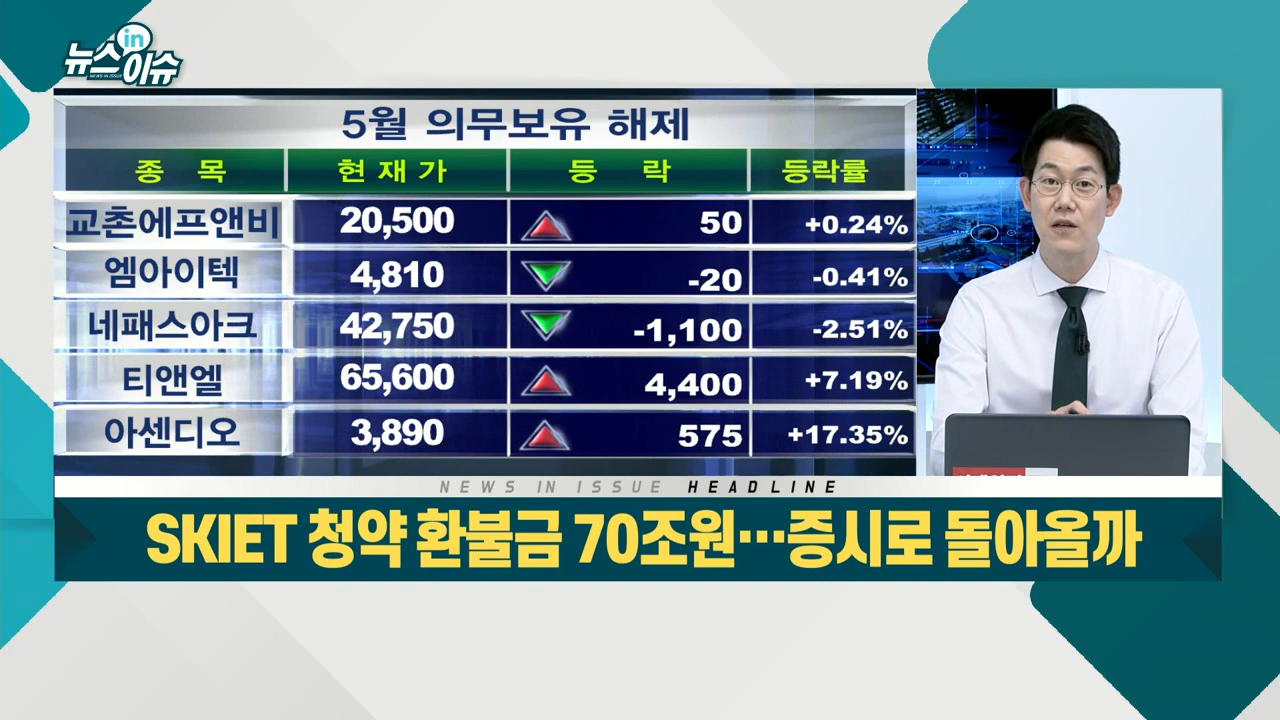 뉴스 in 이슈
NEWS IN ISSUE
5월 의무보유 해제
종 목 현 재 가 등 락 등락률
교촌에프앤비 20,500 50 +0.24%
엠아이텍 4,810 -20 -0.41%
네패스아크 42,750 -1,100 -2.51%
티앤엘 65,600 4,400 +7.19%
아센디오 3,890 575 +17.35%
NEWS IN ISSUE HEADLINE
SKIET 청약 환불금 70조원…증시로 돌아올까